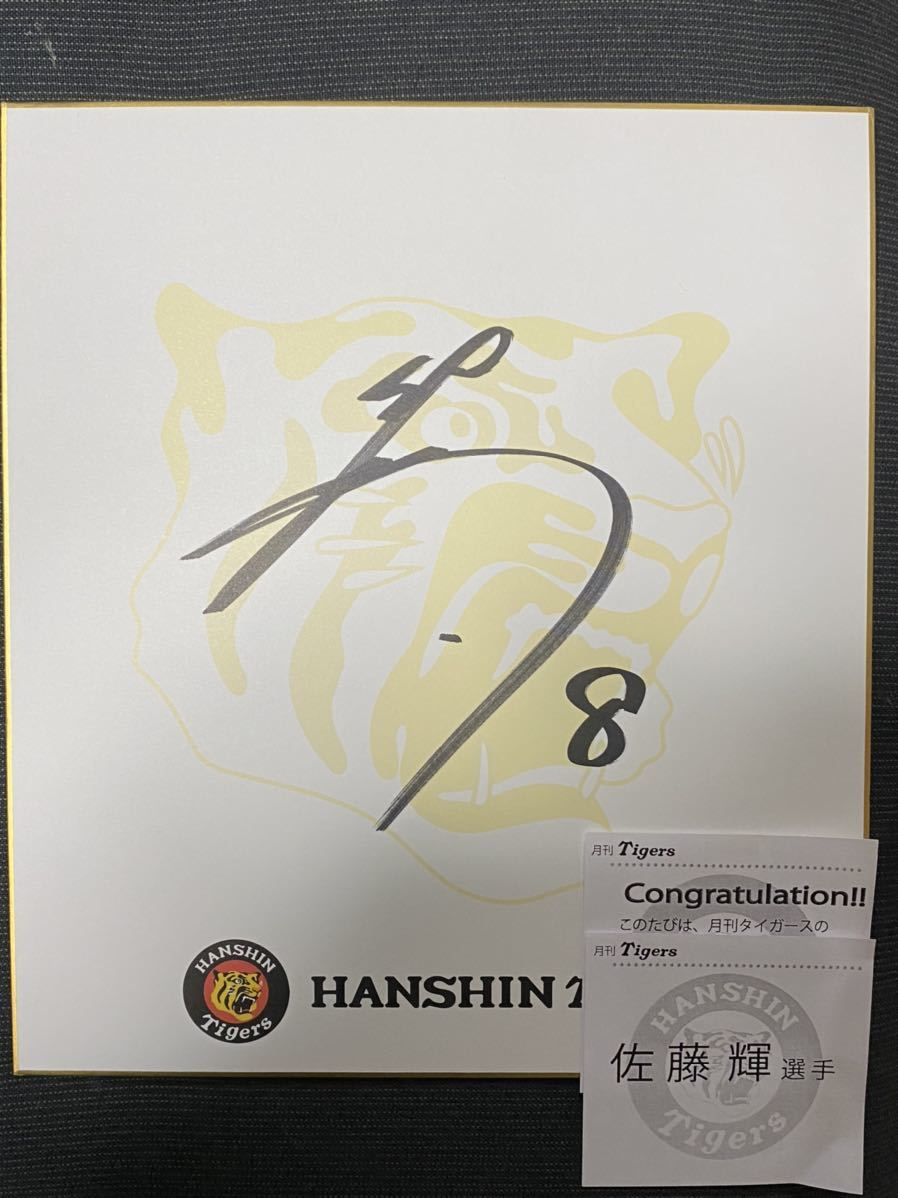 8
HANSHIN
Tigers
HANSHIN T
月刊 Tigers
Congratulation!!
このたびは、月刊タイガースの
月刊 Tigers
HANSHIN
佐藤輝選手
Tigers